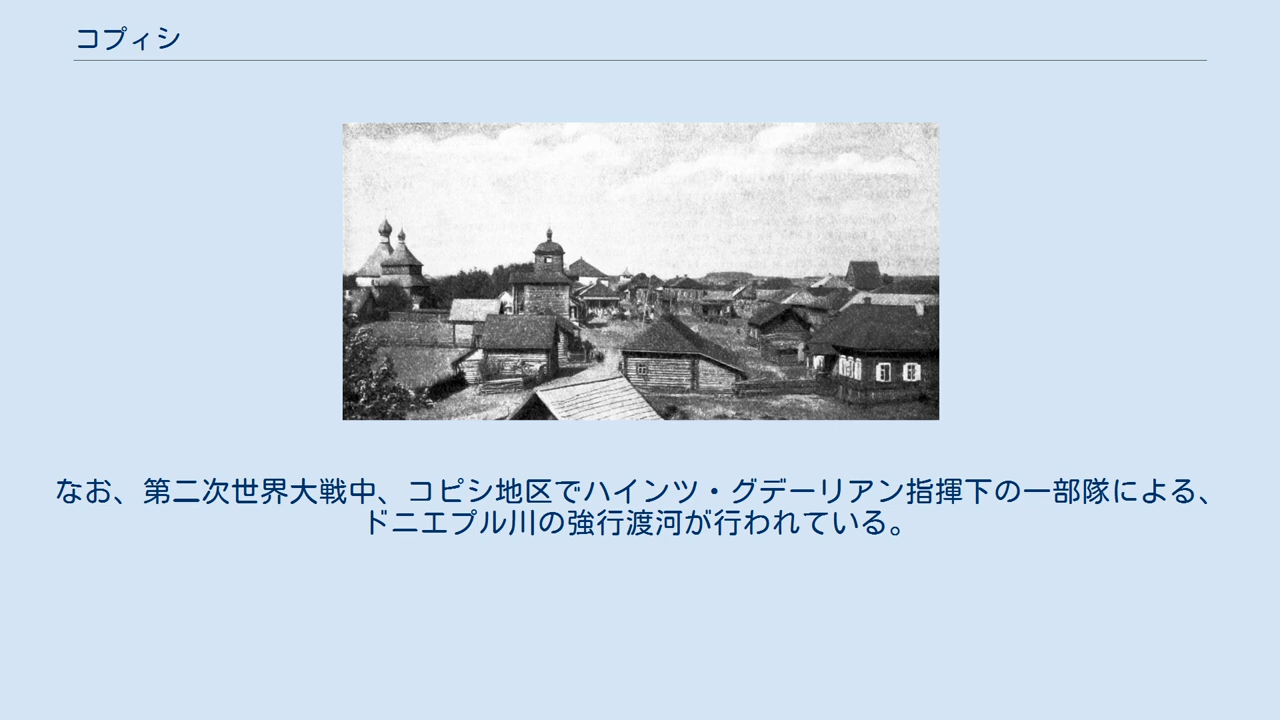 コプィシ
なお、第二次世界大戦中、コピシ地区でハインツ・グデーリアン指揮下の一部隊による、
ドニエプル川の強行渡河が行われている。